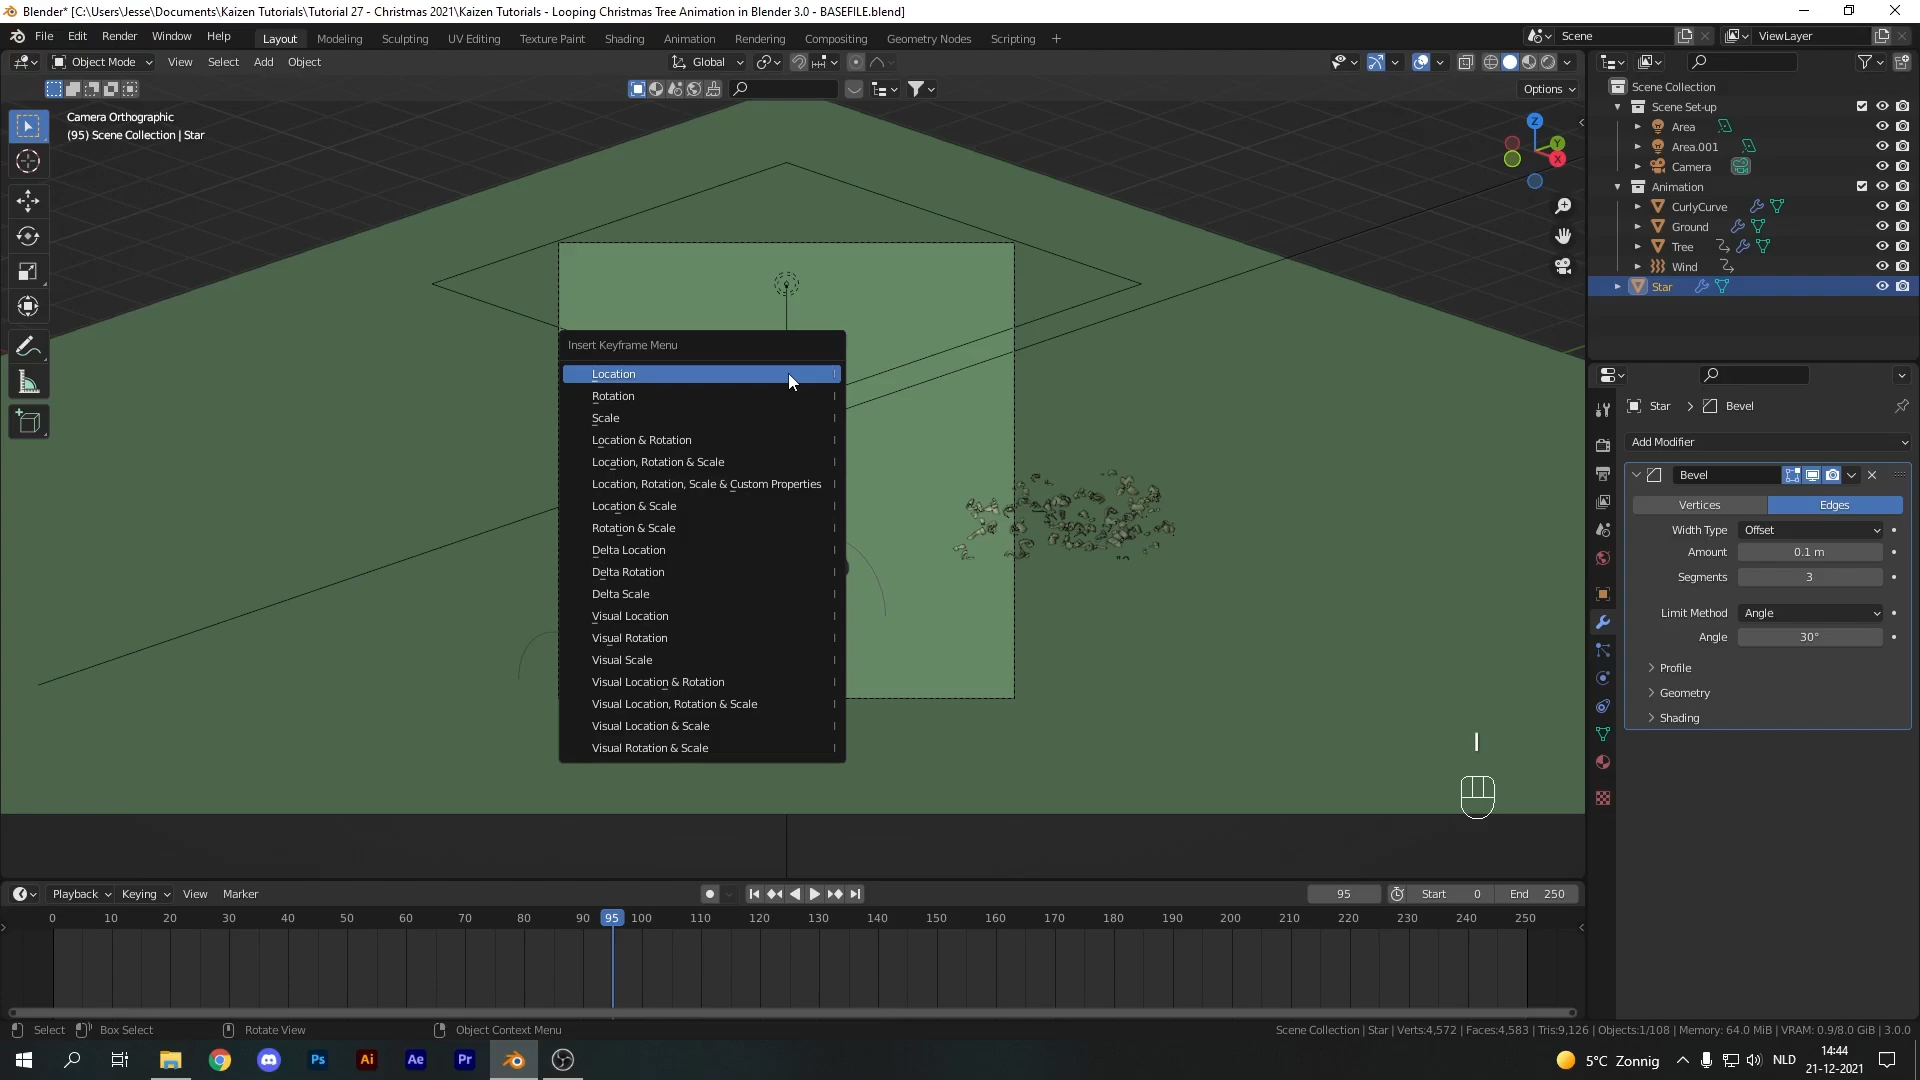 Blender* [C:\Users\Jesse\Documents\Kaizen Tutorials\Tutorial 27 - Christmas 2021\Kaizen Tutorials - Looping Christmas Tree Animation in Blender 3.0 - BASEFILE.blend]
File Edit Render Window Help Layout Modeling Sculpting UV Editing Texture Paint Shading Animation Rendering Compositing Geometry Nodes Scripting + Scene ViewLayer
Object Mode View Select Add Object Global
Options
Camera Orthographic
(95) Scene Collection | Star
Z
Y
X
Scene Collection
Scene Set-up
Area
Area.001
Camera
Animation
CurlyCurve
Ground
Tree
Wind
Star
Insert Keyframe Menu
Location I
Rotation I
Scale I
Location & Rotation I
Location, Rotation & Scale I
Location, Rotation, Scale & Custom Properties I
Location & Scale I
Rotation & Scale I
Delta Location I
Delta Rotation I
Delta Scale I
Visual Location I
Visual Rotation I
Visual Scale I
Visual Location & Rotation I
Visual Location, Rotation & Scale I
Visual Location & Scale I
Visual Rotation & Scale I
I
Star > Bevel
Add Modifier
Bevel
Vertices Edges
Width Type Offset
Amount 0.1 m
Segments 3
Limit Method Angle
Angle 30°
Profile
Geometry
Shading
Playback Keying View Marker 95 Start 0 End 250
0 10 20 30 40 50 60 70 80 90 95 100 110 120 130 140 150 160 170 180 190 200 210 220 230 240 250
Select Box Select Rotate View Object Context Menu Scene Collection | Star | Verts:4,572 | Faces:4,583 | Tris:9,126 | Objects:1/108 | Memory: 64.0 MiB | VRAM: 0.9/8.0 GiB | 3.0.0
Ps Ai Ae Pr 5°C Zonnig NLD 14:44
21-12-2021